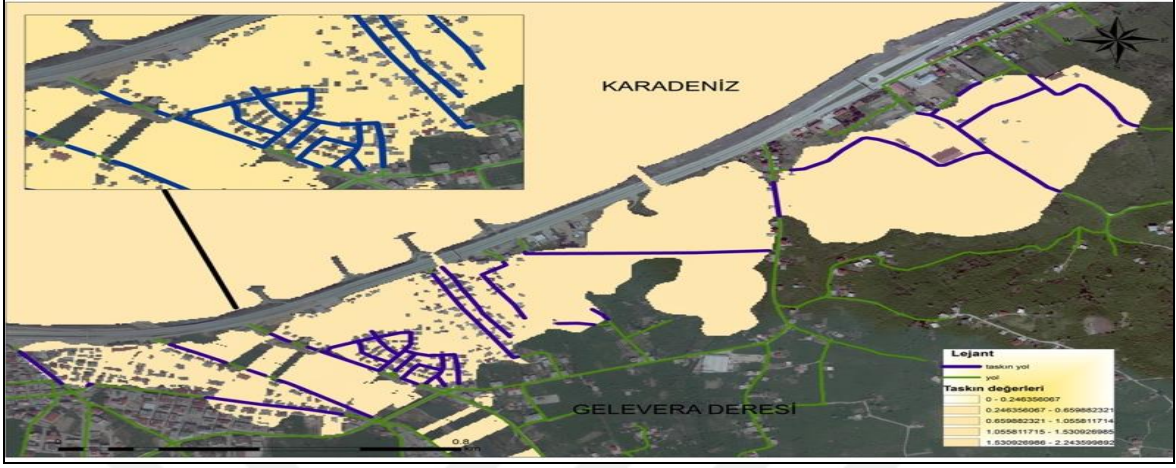 KARADENİZ
GELEVERA DERESİ
0.8
km
Lejant
taskın yol
yol
Taskın değerleri
0 - 0.246356067
0.246356067 - 0.659882321
0.659882321 - 1.055811714
1.055811715 - 1.530926985
1.530926986 - 2.243599892